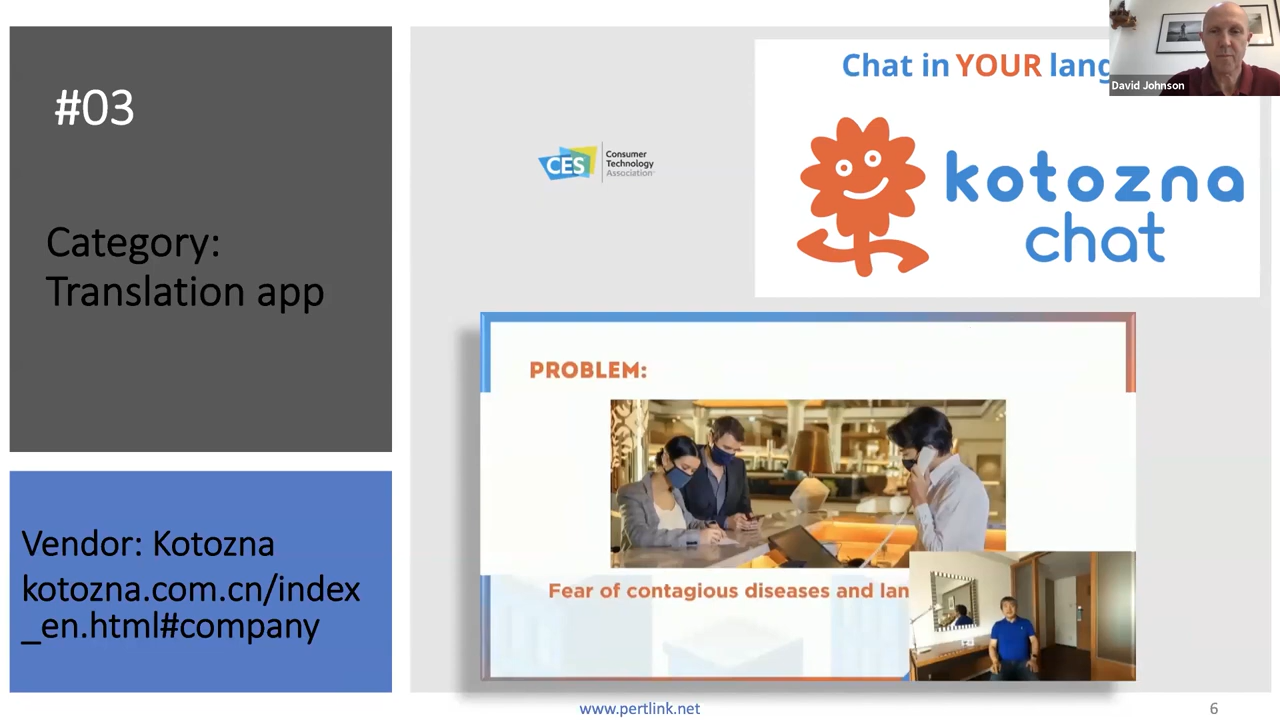 #03
Category:
Translation app
Vendor: Kotozna
kotozna.com.cn/index
_en.html#company
CES
Consumer
Technology
Association
Chat in YOUR lang
David Johnson
kotozna
chat
PROBLEM:
Fear of contagious diseases and lan
www.pertlink.net
6